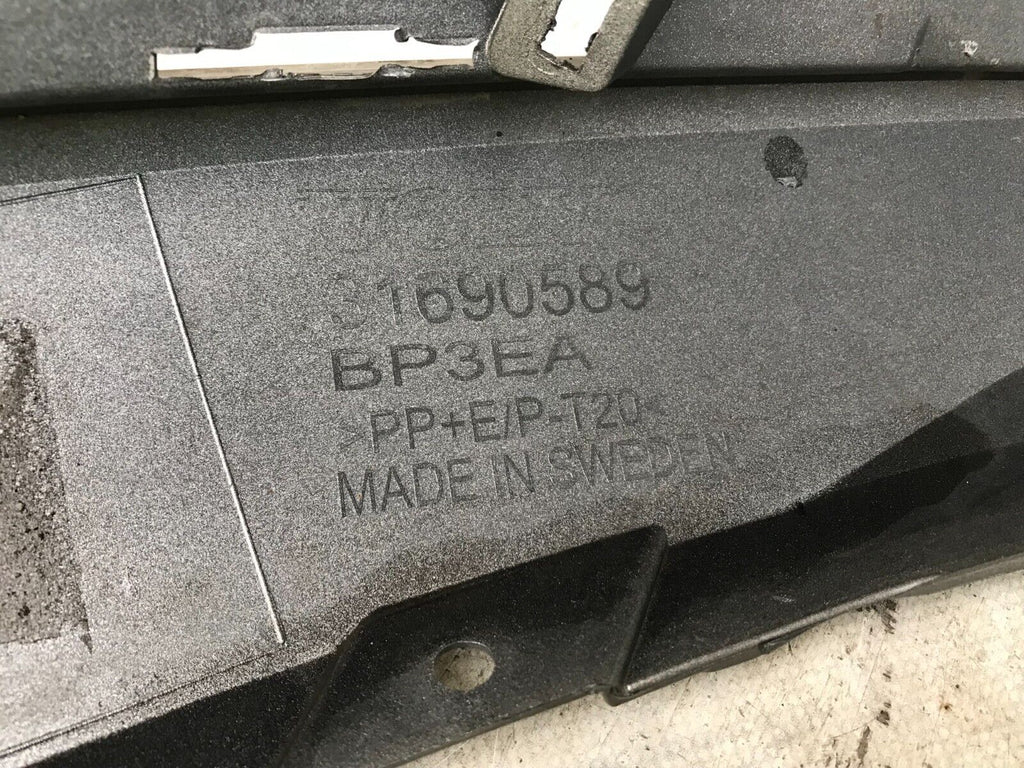 31690589
BP3EA
>PP+E/P-T20<
MADE IN SWEDEN